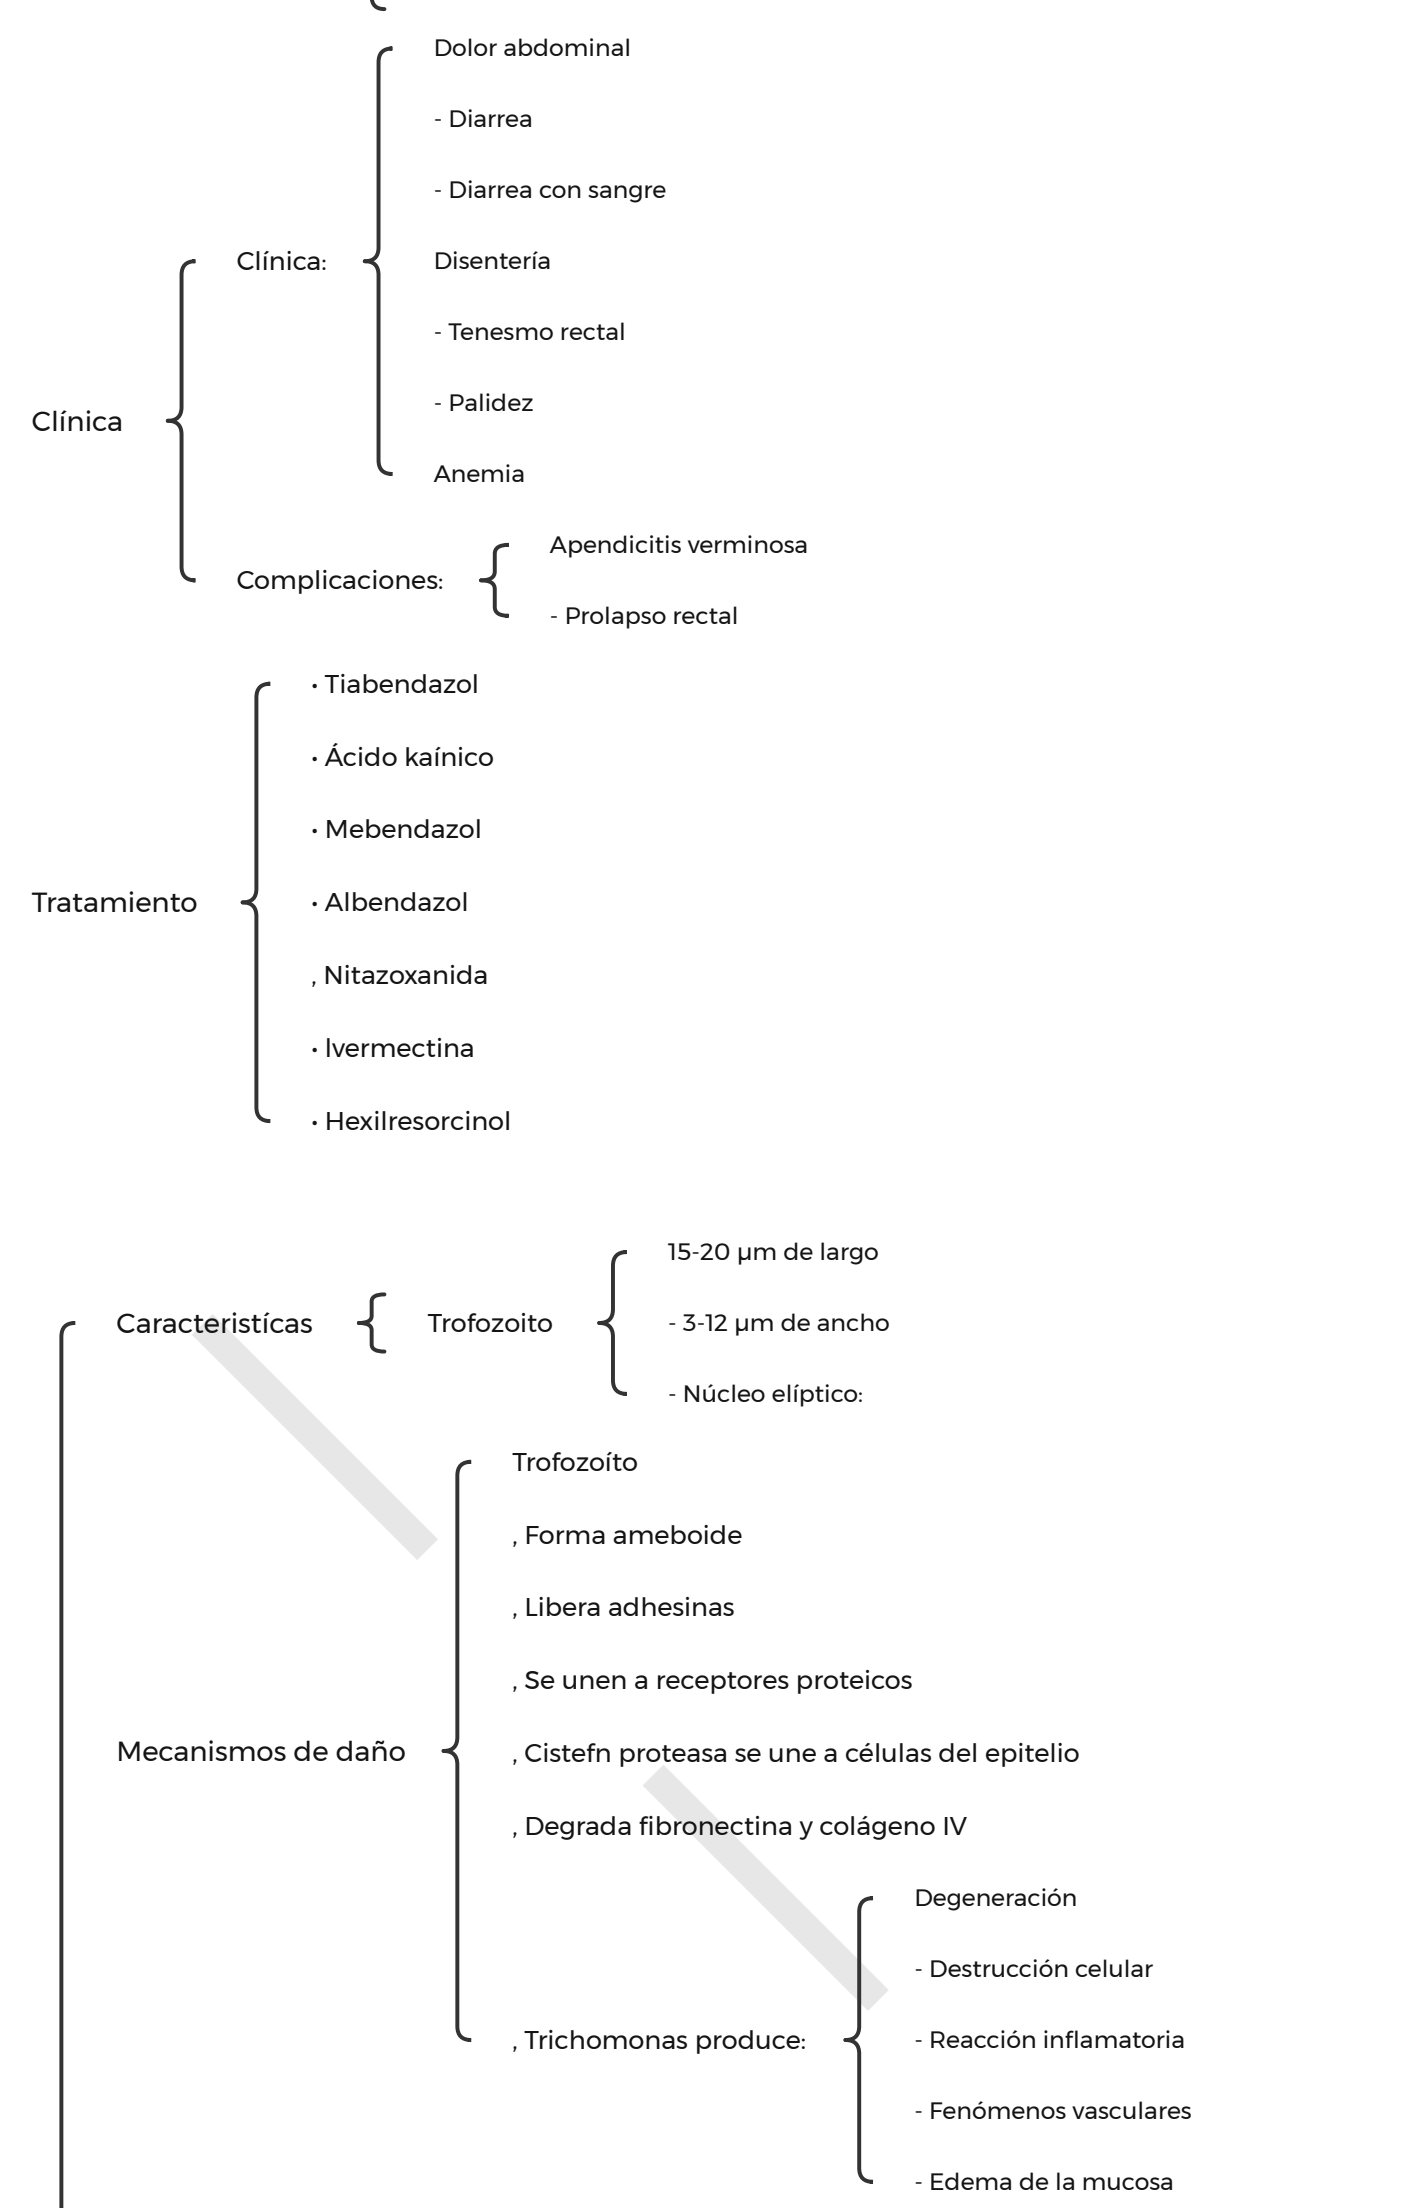 Dolor abdominal
- Diarrea
- Diarrea con sangre
Clínica:
Disentería
- Tenesmo rectal
- Palidez
Clínica
Anemia
Apendicitis verminosa
Complicaciones:
- Prolapso rectal
• Tiabendazol
• Ácido kaínico
• Mebendazol
Tratamiento
• Albendazol
, Nitazoxanida
• Ivermectina
• Hexilresorcinol
15-20 µm de largo
Caracteristícas
Trofozoito
- 3-12 µm de ancho
- Núcleo elíptico:
Trofozoíto
, Forma ameboide
, Libera adhesinas
, Se unen a receptores proteicos
Mecanismos de daño
, Cistefn proteasa se une a células del epitelio
, Degrada fibronectina y colágeno IV
Degeneración
- Destrucción celular
, Trichomonas produce:
- Reacción inflamatoria
- Fenómenos vasculares
- Edema de la mucosa